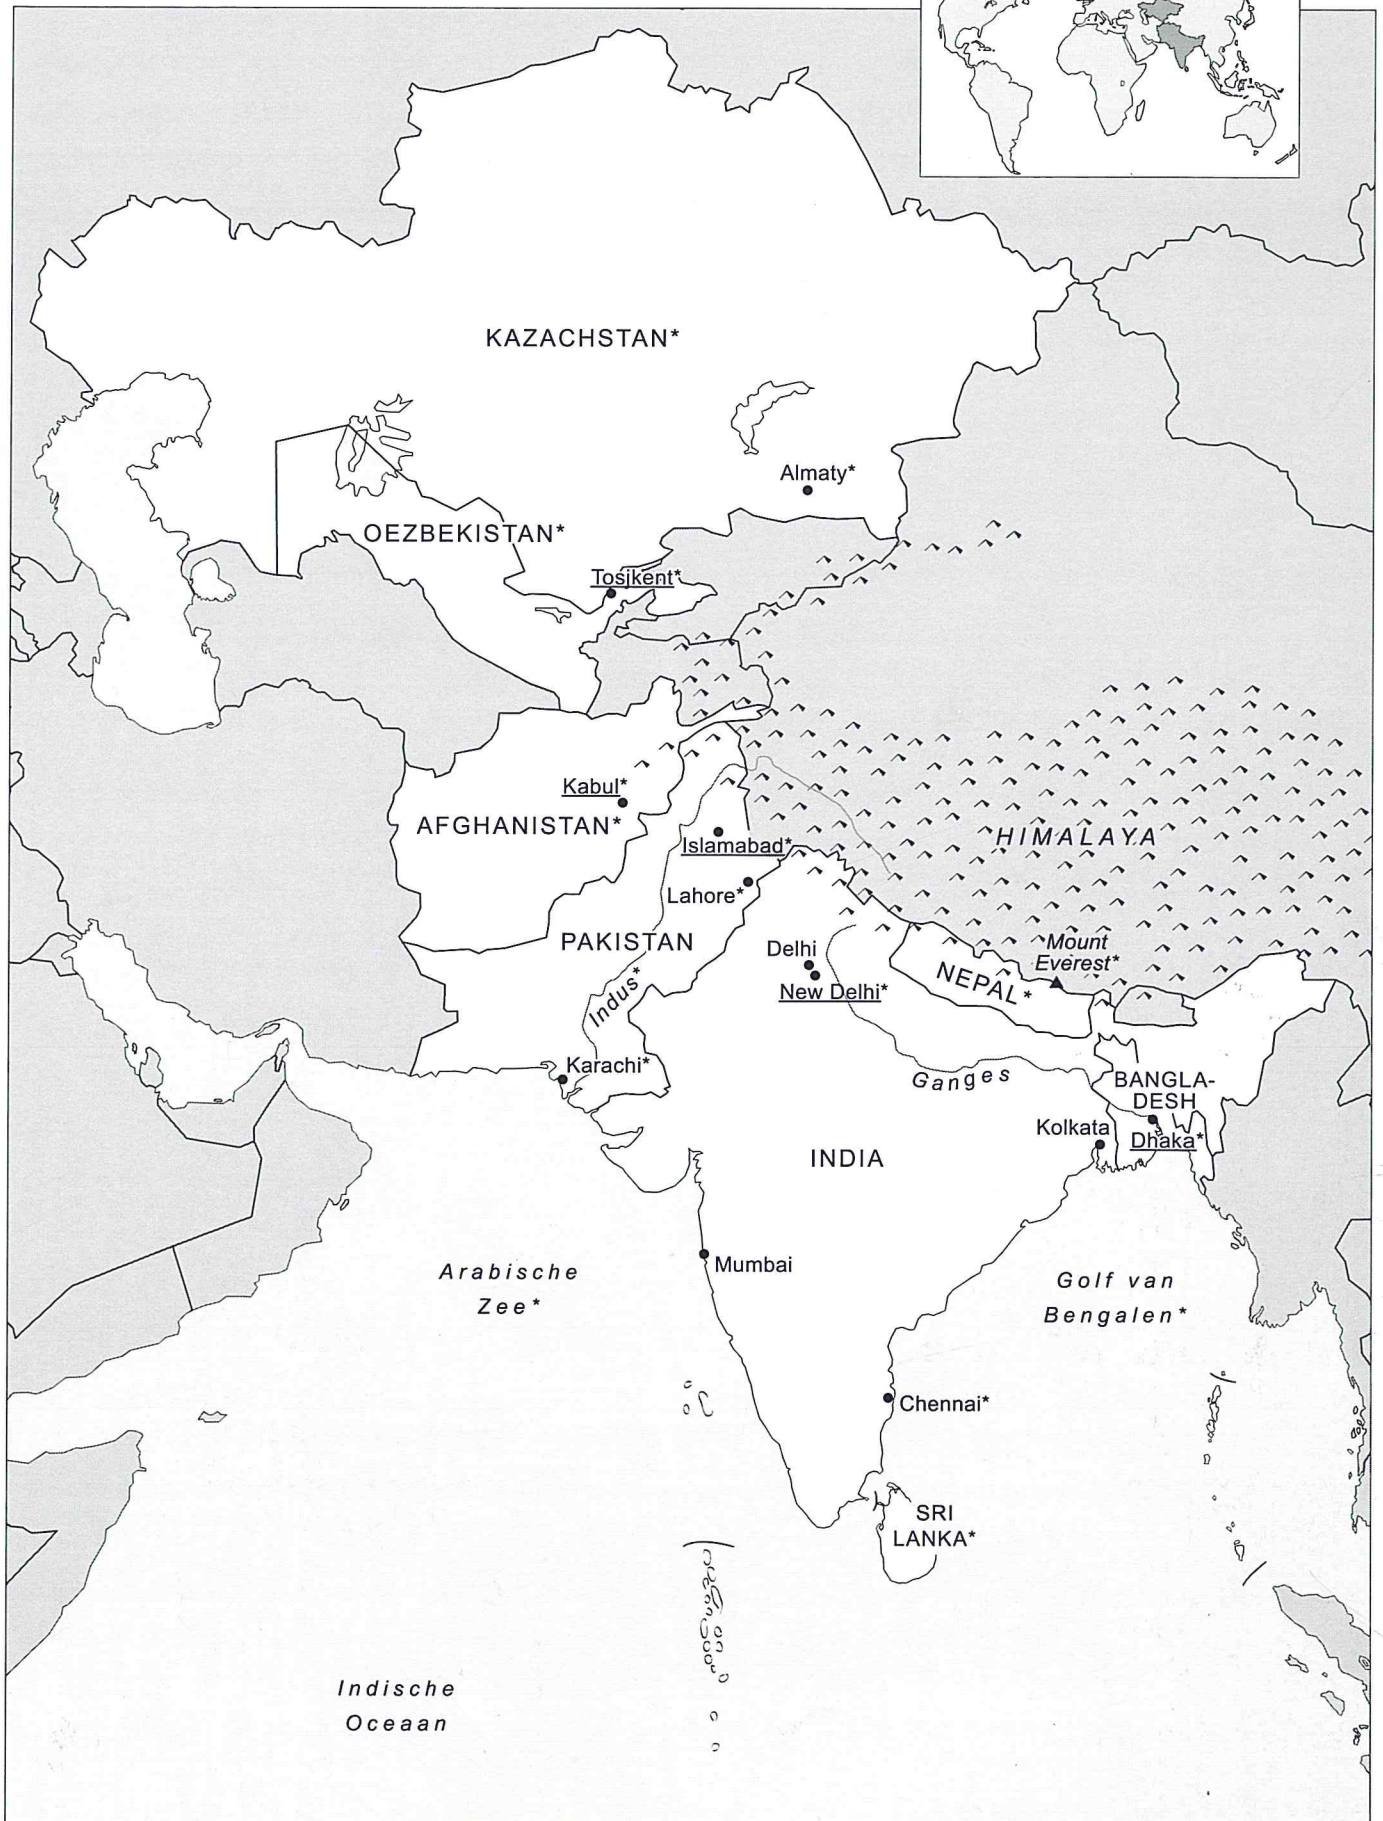 KAZACHSTAN*
Almaty*
OEZBEKISTAN*
Tosjkent*
Kabul*
AFGHANISTAN*
Islamabad*
HIMALAYA
Lahore*
PAKISTAN
Delhi
Mount
Everest*
New Delhi*
NEPAL*
Indus*
Karachi*
Ganges
BANGLA-
DESH
Kolkata
Dhaka*
INDIA
Mumbai
Arabische
Zee*
Golf van
Bengalen*
Chennai*
SRI
LANKA*
Indische
Oceaan